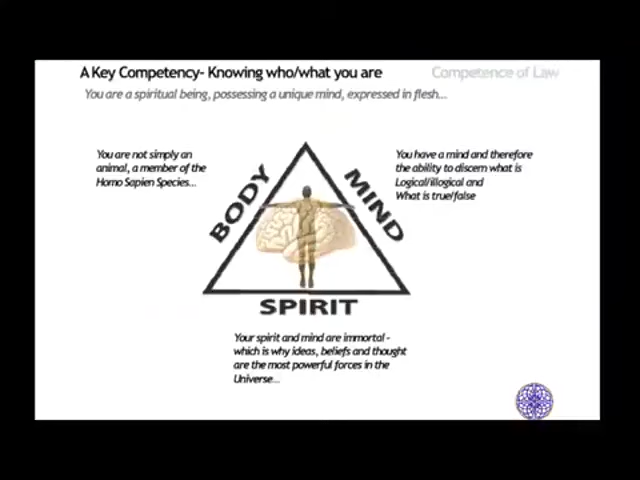 A Key Competency- Knowing who/what you are
Competence of Law
You are a spiritual being, possessing a unique mind, expressed in flesh...
You are not simply an
animal, a member of the
Homo Sapien Species...
You have a mind and therefore
the ability to discern what is
Logical/illogical and
What is true/false
BODY
MIND
SPIRIT
Your spirit and mind are immortal -
which is why ideas, beliefs and thought
are the most powerful forces in the
Universe...